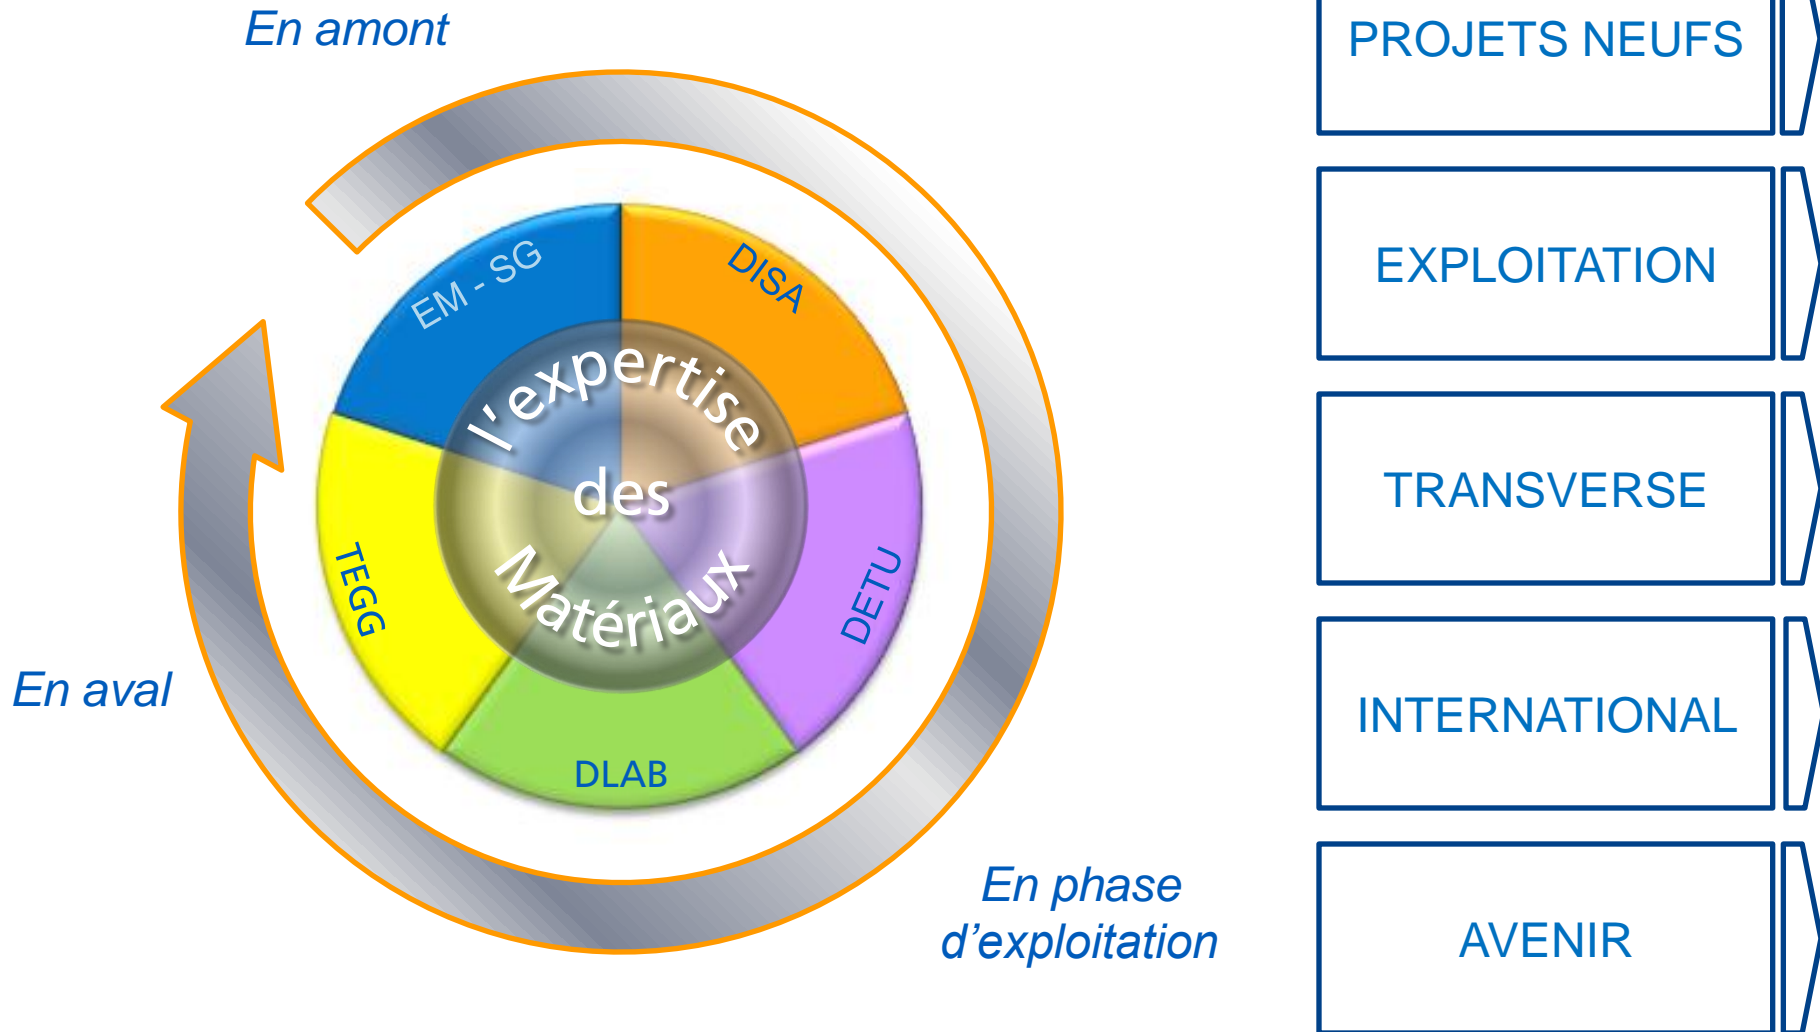 En amont
EM - SG
DISA
l'expertise
des
Matériaux
TEGG
DETU
DLAB
En aval
En phase
d’exploitation
PROJETS NEUFS
EXPLOITATION
TRANSVERSE
INTERNATIONAL
AVENIR